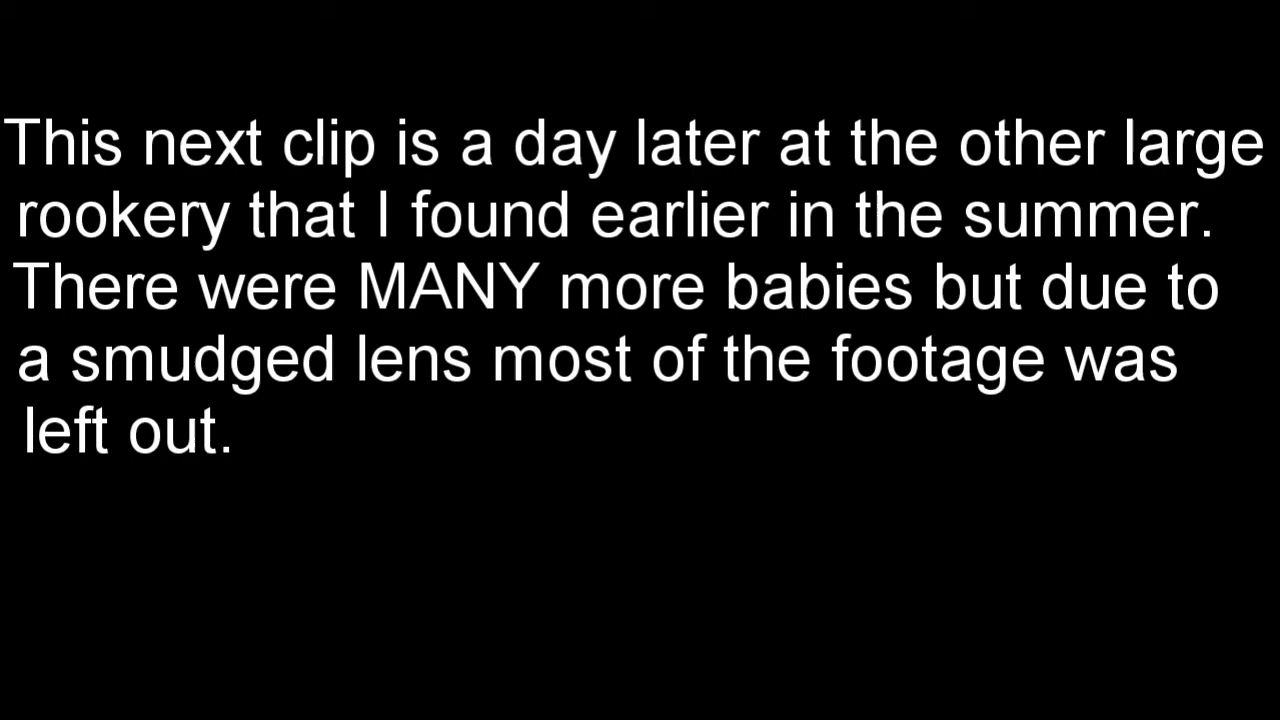 This next clip is a day later at the other large
rookery that I found earlier in the summer.
There were MANY more babies but due to
a smudged lens most of the footage was
left out.